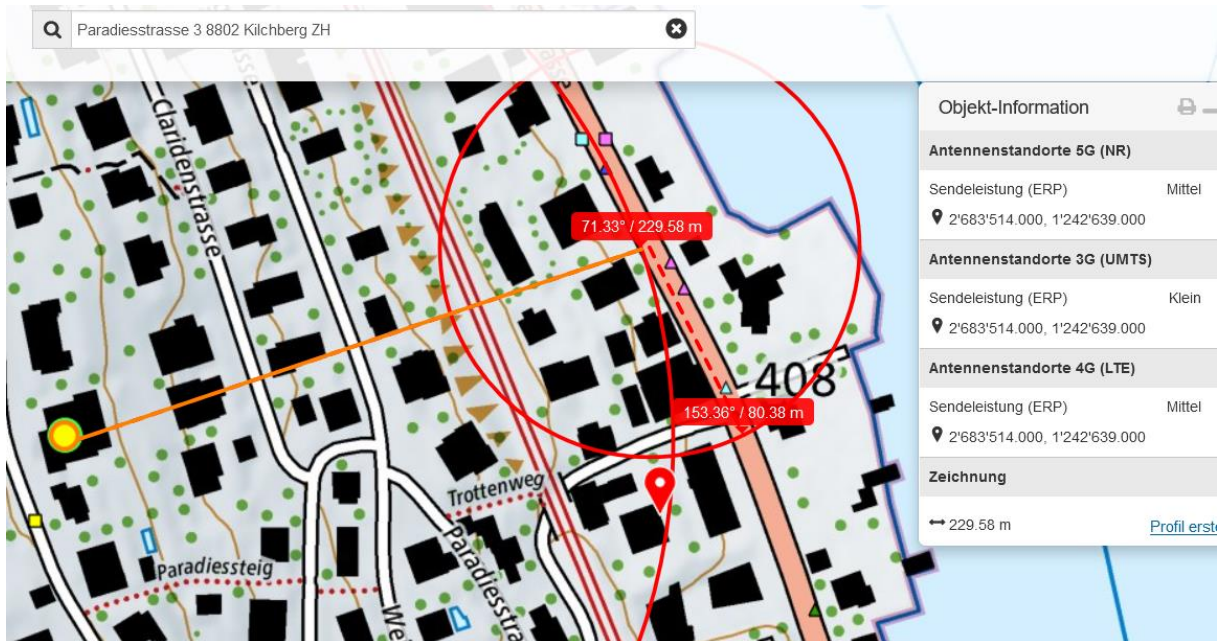 Paradiesstrasse 3 8802 Kilchberg ZH
Claridenstrasse
71.33° / 229.58 m
408
153.36° / 80.38 m
Trottenweg
Paradiessteig
Objekt-Information
Antennenstandorte 5G (NR)
Sendeleistung (ERP) Mittel
2'683'514.000, 1'242'639.000
Antennenstandorte 3G (UMTS)
Sendeleistung (ERP) Klein
2'683'514.000, 1'242'639.000
Antennenstandorte 4G (LTE)
Sendeleistung (ERP) Mittel
2'683'514.000, 1'242'639.000
Zeichnung
229.58 m
Profil erste